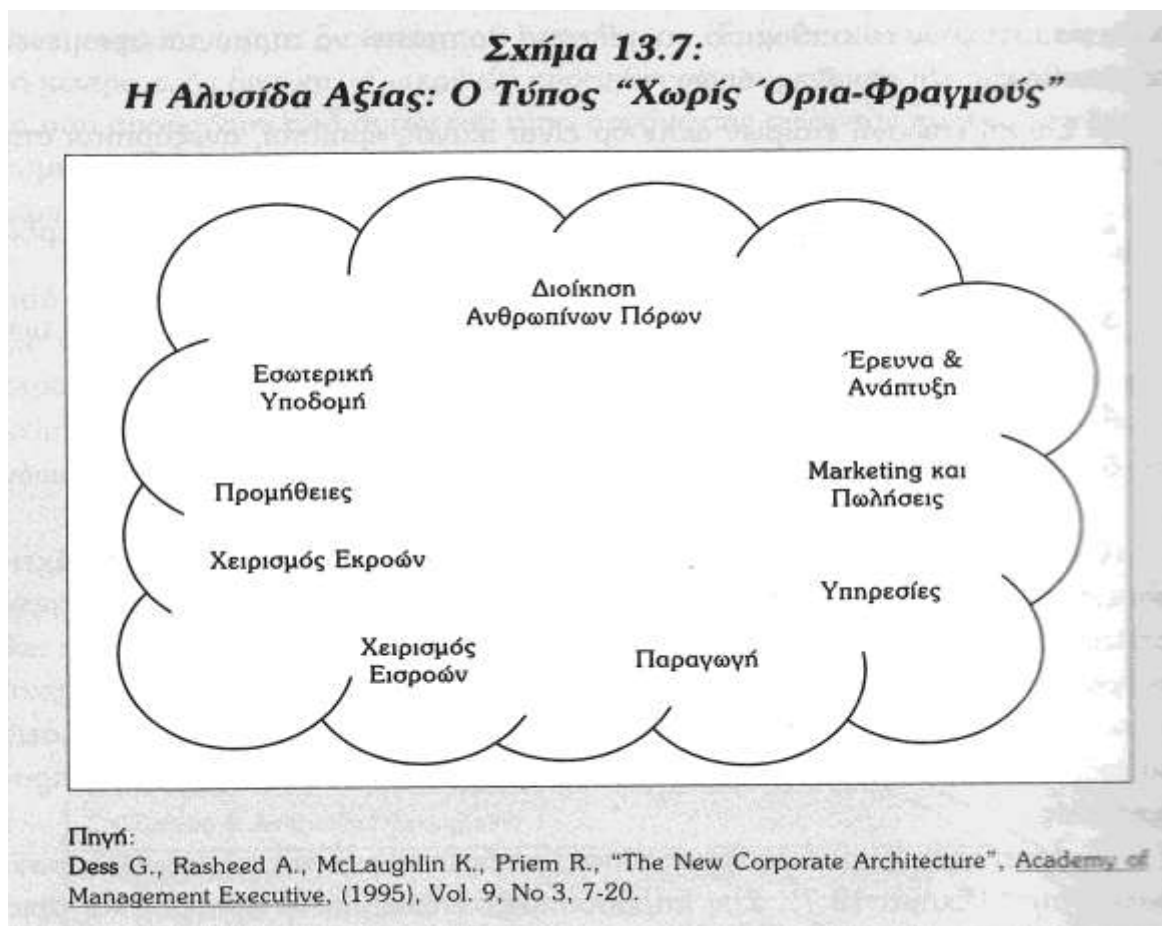 Σχήμα 13.7:
Η Αλυσίδα Αξίας: Ο Τύπος "Χωρίς Όρια-Φραγμούς"
Διοίκηση
Ανθρωπίνων Πόρων
Εσωτερική
Υποδομή
Έρευνα &
Ανάπτυξη
Προμήθειες
Marketing και
Πωλήσεις
Χειρισμός Εκροών
Υπηρεσίες
Χειρισμός
Εισροών
Παραγωγή
Πηγή:
Dess G., Rasheed A., McLaughlin K., Priem R., "The New Corporate Architecture", Academy of
Management Executive, (1995), Vol. 9, No 3, 7-20.